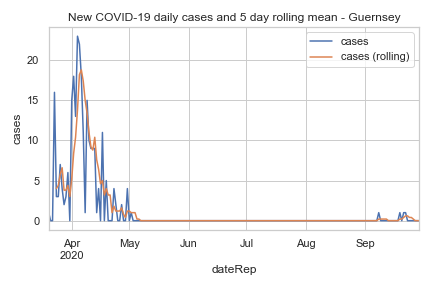 New COVID-19 daily cases and 5 day rolling mean - Guernsey
cases
cases (rolling)
20
15
10
5
0
cases
Apr
2020
May
Jun
Jul
Aug
Sep
dateRep